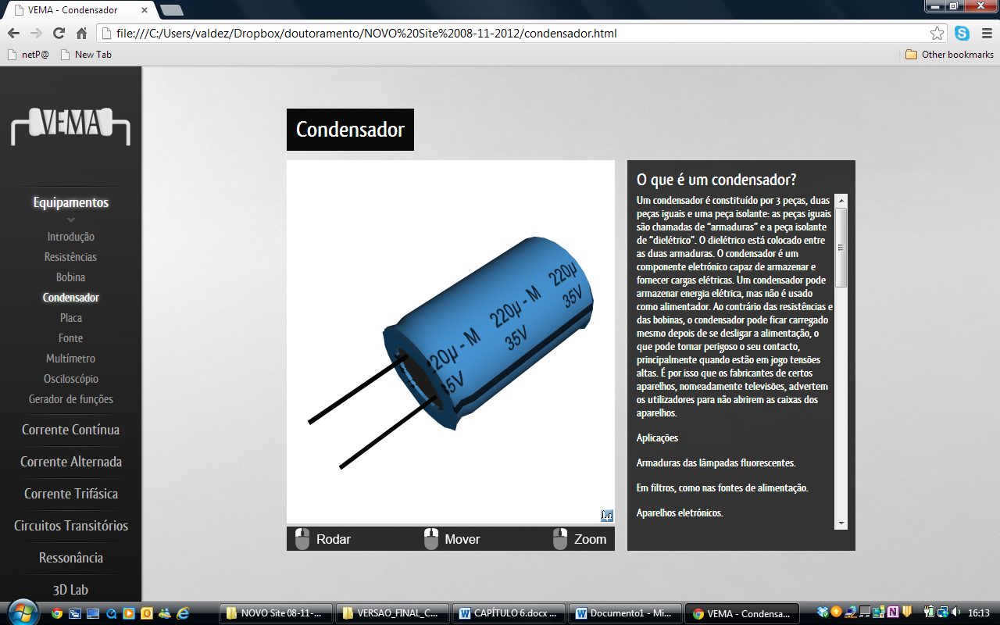 VEMA - Condensador
file:///C:/Users/valdez/Dropbox/doutoramento/NOVO%20Site%2008-11-2012/condensador.html
netP@
New Tab
Other bookmarks
VEMA
Equipamentos
Introdução
Resistências
Bobina
Condensador
Placa
Fonte
Multímetro
Osciloscópio
Gerador de funções
Corrente Contínua
Corrente Alternada
Corrente Trifásica
Circuitos Transitórios
Ressonância
3D Lab
Condensador
220µ
35V
220µ - M
35V
20µ - M
35V
Rodar
Mover
Zoom
O que é um condensador?
Um condensador é constituído por 3 peças, duas
peças iguais e uma peça isolante: as peças iguais
são chamadas de “armaduras” e a peça isolante
de “dielétrico”. O dielétrico está colocado entre
as duas armaduras. O condensador é um
componente eletrónico capaz de armazenar e
fornecer cargas elétricas. Um condensador pode
armazenar energia elétrica, mas não é usado
como alimentador. Ao contrário das resistências e
das bobinas, o condensador pode ficar carregado
mesmo depois de se desligar a alimentação, o
que pode tornar perigoso o seu contacto,
principalmente quando estão em jogo tensões
altas. É por isso que os fabricantes de certos
aparelhos, nomeadamente televisões, advertem
os utilizadores para não abrirem as caixas dos
aparelhos.
Aplicações
Armaduras das lâmpadas fluorescentes.
Em filtros, como nas fontes de alimentação.
Aparelhos eletrónicos.
NOVO Site 08-11-...
VERSAO_FINAL_C...
CAPÍTULO 6.docx ...
Documento1 - Mi...
VEMA - Condensa...
16:13